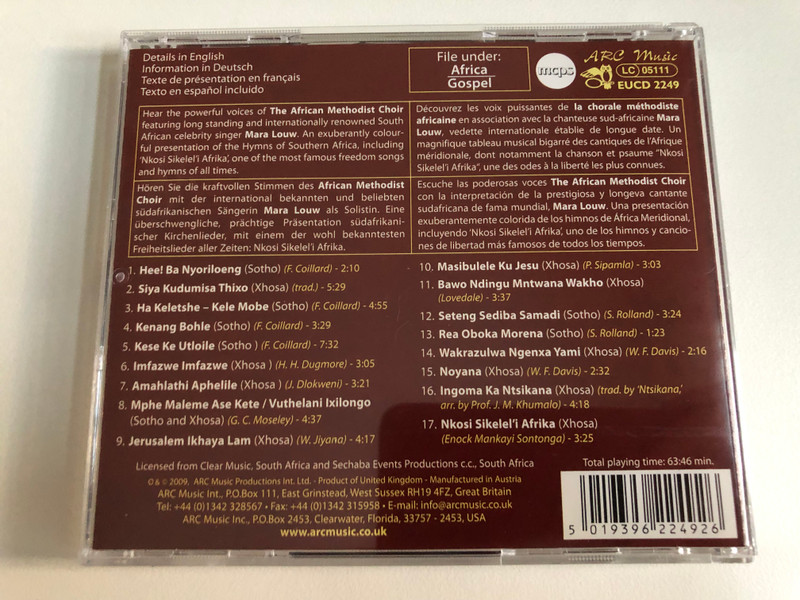 Details in English
Information in Deutsch
Texte de présentation en français
Texto en español incluido
File under:
Africa
Gospel
mcps
ARC Music
LC 05111
EUCD 2249
Hear the powerful voices of The African Methodist Choir
featuring long standing and internationally renowned South
African celebrity singer Mara Louw. An exuberantly colour-
ful presentation of the Hymns of Southern Africa, including
'Nkosi Sikelel'i Afrika', one of the most famous freedom songs
and hymns of all times.
Découvrez les voix puissantes de la chorale méthodiste
africaine en association avec la chanteuse sud-africaine Mara
Louw, vedette internationale établie de longue date. Un
magnifique tableau musical bigarré des cantiques de l'Afrique
méridionale, dont notamment la chanson et psaume "Nkosi
Sikelel'i Afrika", une des odes à la liberté les plus connues.
Hören Sie die kraftvollen Stimmen des African Methodist
Choir mit der international bekannten und beliebten
südafrikanischen Sängerin Mara Louw als Solistin. Eine
überschwengliche, prächtige Präsentation südafrikani-
scher Kirchenlieder, mit einem der wohl bekanntesten
Freiheitslieder aller Zeiten: Nkosi Sikelel'i Afrika.
Escuche las poderosas voces The African Methodist Choir
con la interpretación de la prestigiosa y longeva cantante
sudafricana de fama mundial, Mara Louw. Una presentación
exuberantemente colorida de los himnos de África Meridional,
incluyendo 'Nkosi Sikelel'i Afrika', uno de los himnos y cancio-
nes de libertad más famosos de todos los tiempos.
1. Hee! Ba Nyoriloeng (Sotho) (F. Coillard) - 2:10
2. Siya Kudumisa Thixo (Xhosa) (trad.) - 5:29
3. Ha Keletshe – Kele Mobe (Sotho) (F. Coillard) - 4:55
4. Kenang Bohle (Sotho) (F. Coillard) - 3:29
5. Kese Ke Utloile (Sotho ) (F. Coillard) - 7:32
6. Imfazwe Imfazwe (Xhosa ) (H. H. Dugmore) - 3:05
7. Amahlathi Aphelile (Xhosa ) (J. Dlokweni) - 3:21
8. Mphe Maleme Ase Kete / Vuthelani Ixilongo
(Sotho and Xhosa) (G. C. Moseley) - 4:37
9. Jerusalem Ikhaya Lam (Xhosa) (W. Jiyana) - 4:17
10. Masibulele Ku Jesu (Xhosa) (P. Sipamla) - 3:03
11. Bawo Ndingu Mntwana Wakho (Xhosa)
(Lovedale) - 3:37
12. Seteng Sediba Samadi (Sotho) (S. Rolland) - 3:24
13. Rea Oboka Morena (Sotho) (S. Rolland) - 1:23
14. Wakrazulwa Ngenxa Yami (Xhosa) (W. F. Davis) - 2:16
15. Noyana (Xhosa) (W. F. Davis) - 2:32
16. Ingoma Ka Ntsikana (Xhosa) (trad. by 'Ntsikana,'
arr. by Prof. J. M. Khumalo) - 4:18
17. Nkosi Sikelel'i Afrika (Xhosa)
(Enock Mankayi Sontonga) - 3:25
Licensed from Clear Music, South Africa and Sechaba Events Productions c.c., South Africa
Total playing time: 63:46 min.
℗ & © 2009, ARC Music Productions Int. Ltd. - Product of United Kingdom - Manufactured in Austria
ARC Music Int., P.O.Box 111, East Grinstead, West Sussex RH19 4FZ, Great Britain
Tel: +44 (0)1342 328567 • Fax: +44 (0)1342 315958 • E-mail: info@arcmusic.co.uk
ARC Music Inc., P.O.Box 2453, Clearwater, Florida, 33757 - 2453, USA
www.arcmusic.co.uk
5 019396 224926